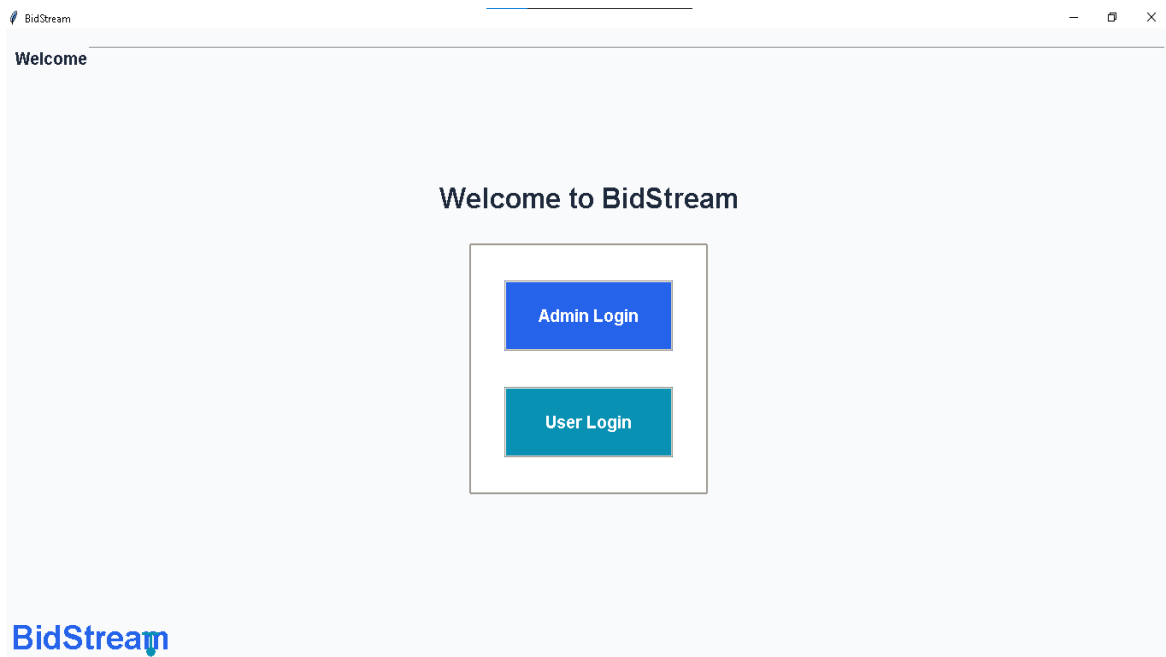 BidStream
Welcome
Welcome to BidStream
Admin Login
User Login
BidStream